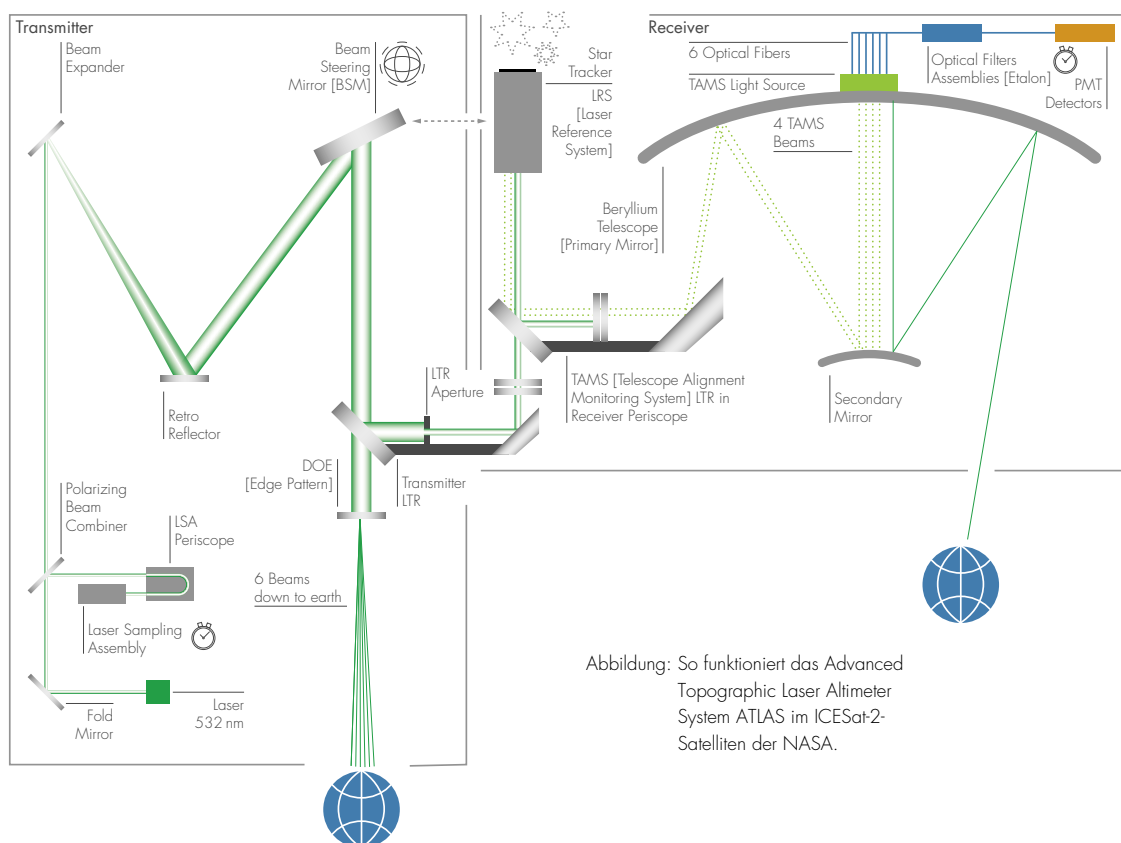 Transmitter
Beam
Expander
Beam
Steering
Mirror [BSM]
Star
Tracker
LRS
[Laser
Reference
System]
Receiver
6 Optical Fibers
TAMS Light Source
Optical Filters
Assemblies [Etalon]
PMT
Detectors
4 TAMS
Beams
Beryllium
Telescope
[Primary Mirror]
Retro
Reflector
LTR
Aperture
TAMS [Telescope Alignment
Monitoring System] LTR in
Receiver Periscope
Secondary
Mirror
DOE
[Edge Pattern]
Transmitter
LTR
Polarizing
Beam
Combiner
LSA
Periscope
6 Beams
down to earth
Laser Sampling
Assembly
Fold
Mirror
Laser
532 nm
Abbildung: So funktioniert das Advanced
Topographic Laser Altimeter
System ATLAS im ICESat-2-
Satelliten der NASA.